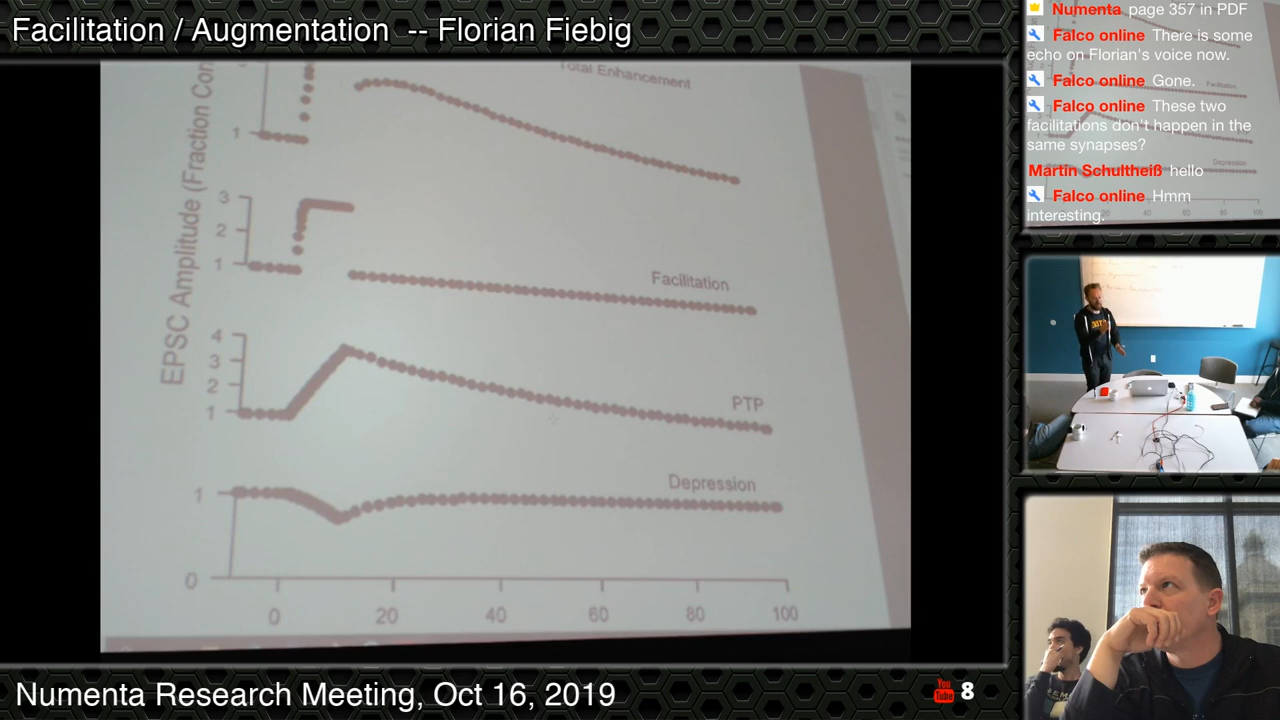 Facilitation / Augmentation -- Florian Fiebig
EPSC Amplitude (Fraction Con
Total Enhancement
1
3
2
1
Facilitation
4
3
2
1
PTP
1
Depression
0
0 20 40 60 80 100
Numenta page 357 in PDF
Falco online There is some
echo on Florian's voice now.
Falco online Gone.
Falco online These two
facilitations don't happen in the
same synapses?
Martin Schultheiß hello
Falco online Hmm
interesting.
Numenta Research Meeting, Oct 16, 2019
You
Tube
8